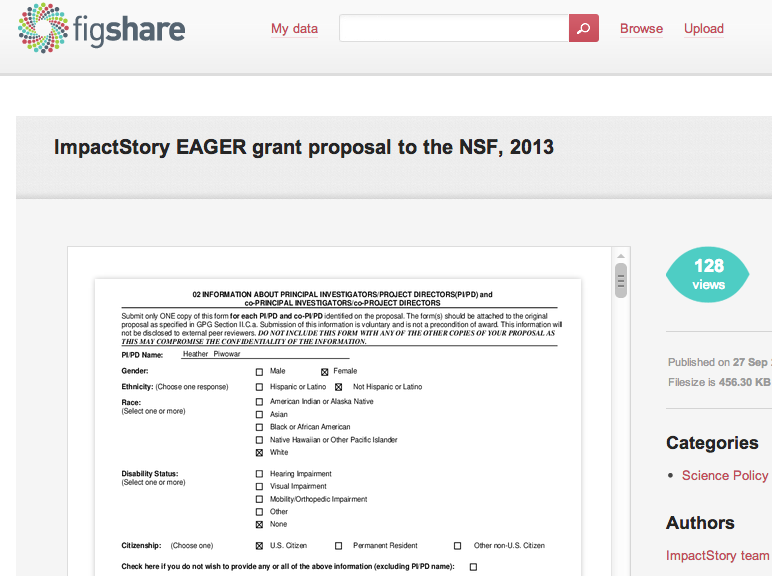 figshare
My data
Browse
Upload
ImpactStory EAGER grant proposal to the NSF, 2013
128
views
02 INFORMATION ABOUT PRINCIPAL INVESTIGATORS/PROJECT DIRECTORS(PI/PD) and
co-PRINCIPAL INVESTIGATORS/co-PROJECT DIRECTORS
Submit only ONE copy of this form for each PI/PD and co-PI/PD identified on the proposal. The form(s) should be attached to the original
proposal as specified in GPG Section II.C.a. Submission of this information is voluntary and is not a precondition of award. This information will
not be disclosed to external peer reviewers. DO NOT INCLUDE THIS FORM WITH ANY OF THE OTHER COPIES OF YOUR PROPOSAL AS
THIS MAY COMPROMISE THE CONFIDENTIALITY OF THE INFORMATION.
PI/PD Name: Heather Piwowar
Gender: Male Female
Ethnicity: (Choose one response) Hispanic or Latino Not Hispanic or Latino
Race: American Indian or Alaska Native
(Select one or more) Asian
Black or African American
Native Hawaiian or Other Pacific Islander
White
Disability Status: Hearing Impairment
(Select one or more) Visual Impairment
Mobility/Orthopedic Impairment
Other
None
Citizenship: (Choose one) U.S. Citizen Permanent Resident Other non-U.S. Citizen
Check here if you do not wish to provide any or all of the above information (excluding PI/PD name):
Published on 27 Sep
Filesize is 456.30 KB
Categories
Science Policy
Authors
ImpactStory team